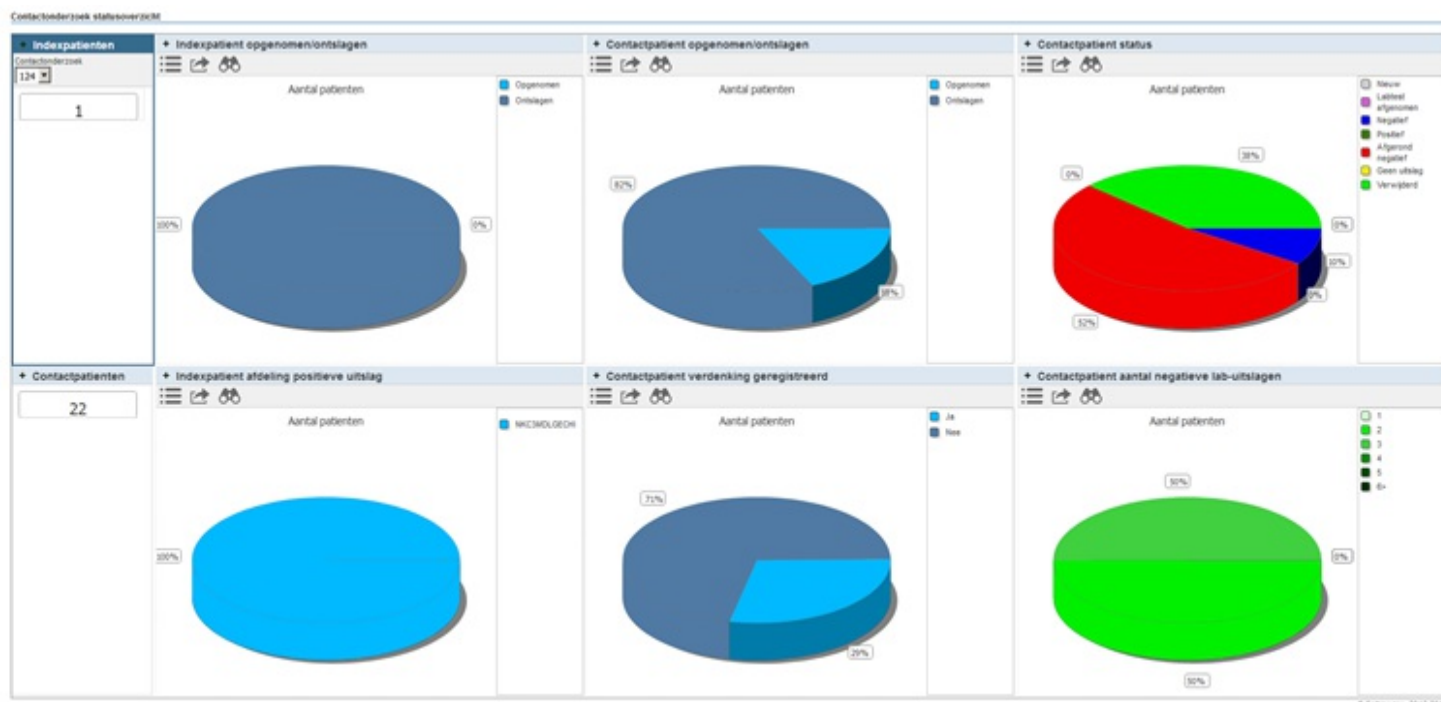 Contactonderzoek statusoverzicht
+ Indexpatienten
Contactonderzoek
124
1
+ Indexpatient opgenomen/ontslagen
Aantal patienten
Opgenomen
Ontslagen
100%
0%
+ Contactpatient opgenomen/ontslagen
Aantal patienten
Opgenomen
Ontslagen
82%
18%
+ Contactpatient status
Aantal patienten
Nieuw
Labteel
afgenomen
Negatief
Positief
Afgerond
negatief
Geen uitslag
Verwijderd
38%
0%
0%
10%
0%
52%
+ Contactpatienten
22
+ Indexpatient afdeling positieve uitslag
Aantal patienten
100%
+ Contactpatient verdenking geregistreerd
Aantal patienten
Ja
Nee
71%
29%
+ Contactpatient aantal negatieve lab-uitslagen
Aantal patienten
1
2
3
4
5
6+
50%
0%
50%